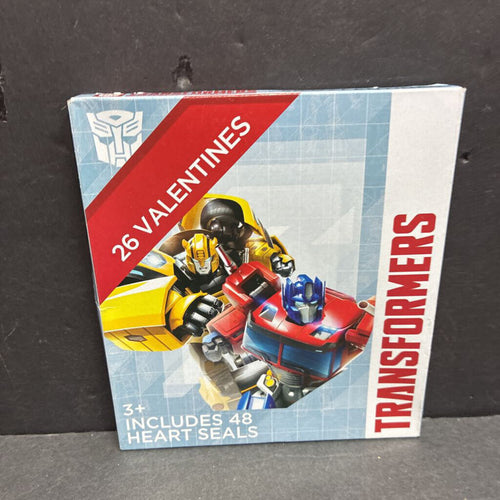 26 VALENTINES
TRANSFORMERS
3+
INCLUDES 48
HEART SEALS